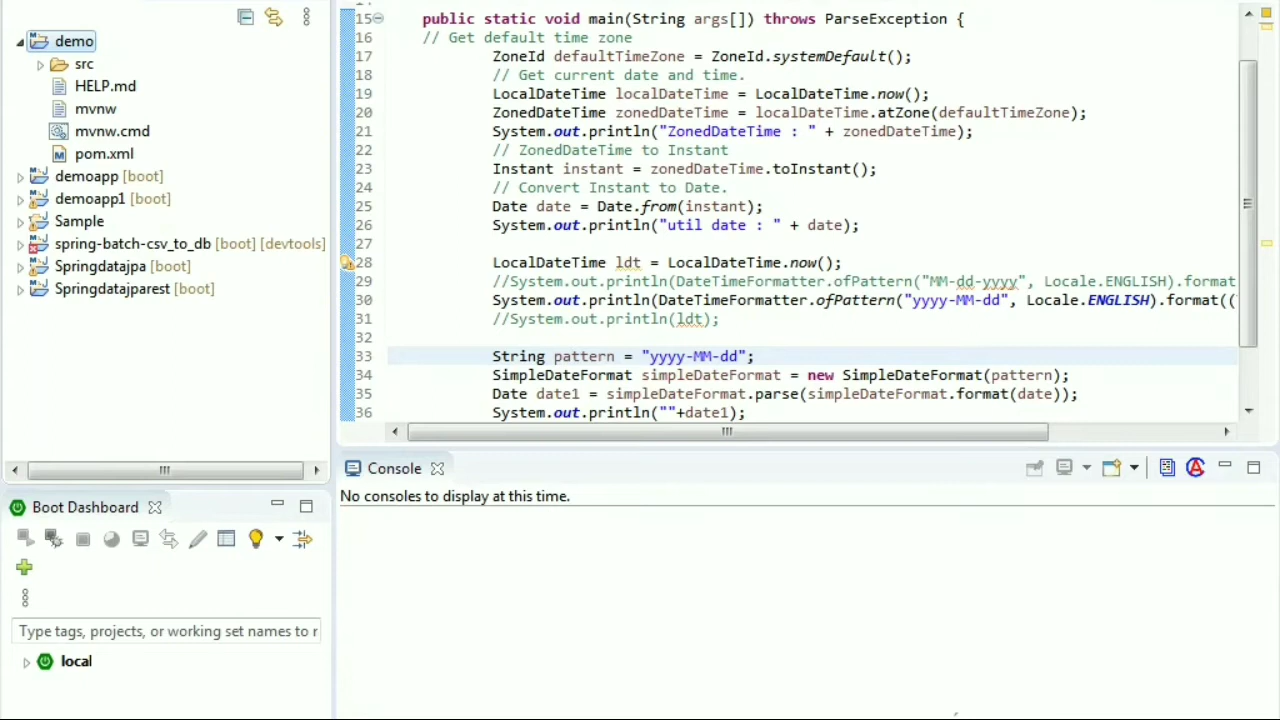 demo
src
HELP.md
mvnw
mvnw.cmd
pom.xml
demoapp [boot]
demoapp1 [boot]
Sample
spring-batch-csv_to_db [boot] [devtools]
Springdatajpa [boot]
Springdatajparest [boot]
15 public static void main(String args[]) throws ParseException {
16 // Get default time zone
17 ZoneId defaultTimeZone = ZoneId.systemDefault();
18 // Get current date and time.
19 LocalDateTime localDateTime = LocalDateTime.now();
20 ZonedDateTime zonedDateTime = localDateTime.atZone(defaultTimeZone);
21 System.out.println("ZonedDateTime : " + zonedDateTime);
22 // ZonedDateTime to Instant
23 Instant instant = zonedDateTime.toInstant();
24 // Convert Instant to Date.
25 Date date = Date.from(instant);
26 System.out.println("util date : " + date);
27
28 LocalDateTime ldt = LocalDateTime.now();
29 //System.out.println(DateTimeFormatter.ofPattern("MM-dd-yyyy", Locale.ENGLISH).format
30 System.out.println(DateTimeFormatter.ofPattern("yyyy-MM-dd", Locale.ENGLISH).format((
31 //System.out.println(ldt);
32
33 String pattern = "yyyy-MM-dd";
34 SimpleDateFormat simpleDateFormat = new SimpleDateFormat(pattern);
35 Date date1 = simpleDateFormat.parse(simpleDateFormat.format(date));
36 System.out.println(""+date1);
Console
No consoles to display at this time.
Boot Dashboard
Type tags, projects, or working set names to r
local